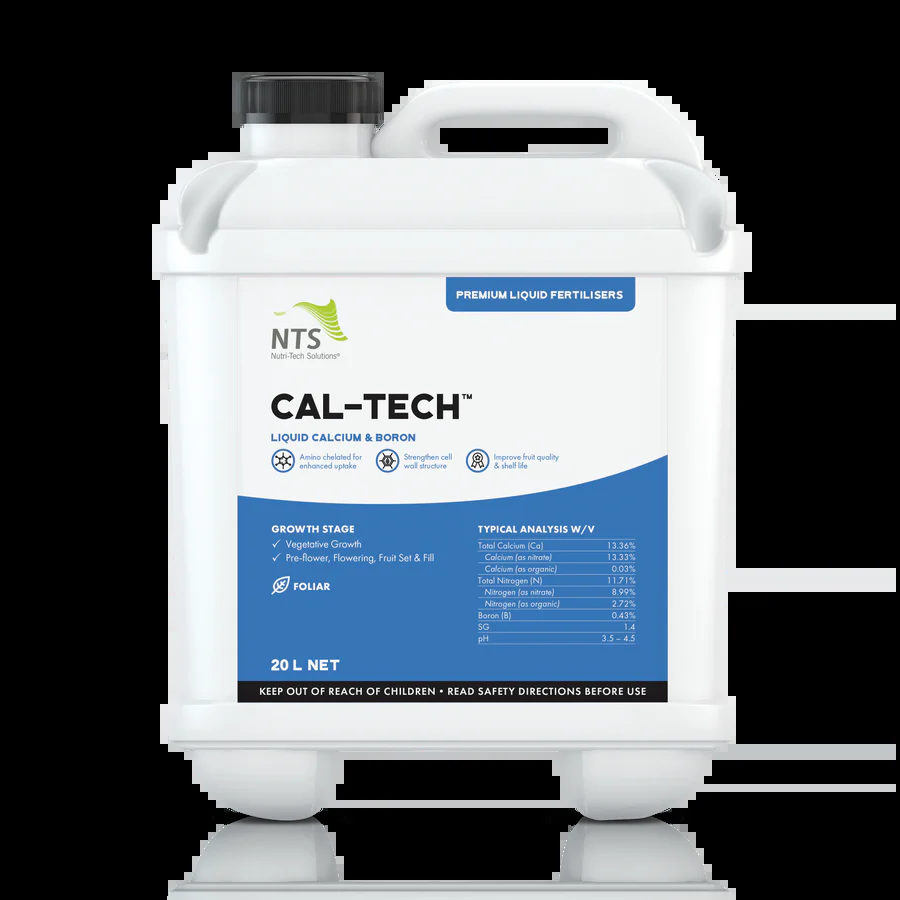 PREMIUM LIQUID FERTILISERS
NTS
Nutri-Tech Solutions®
CAL-TECH™
LIQUID CALCIUM & BORON
Amino chelated for
enhanced uptake
Strengthen cell
wall structure
Improve fruit quality
& shelf life
GROWTH STAGE
✓ Vegetative Growth
✓ Pre-flower, Flowering, Fruit Set & Fill
FOLIAR
TYPICAL ANALYSIS W/V
Total Calcium (Ca) 13.36%
Calcium (as nitrate) 13.33%
Calcium (as organic) 0.03%
Total Nitrogen (N) 11.71%
Nitrogen (as nitrate) 8.99%
Nitrogen (as organic) 2.72%
Boron (B) 0.43%
SG 1.4
pH 3.5 – 4.5
20 L NET
KEEP OUT OF REACH OF CHILDREN • READ SAFETY DIRECTIONS BEFORE USE